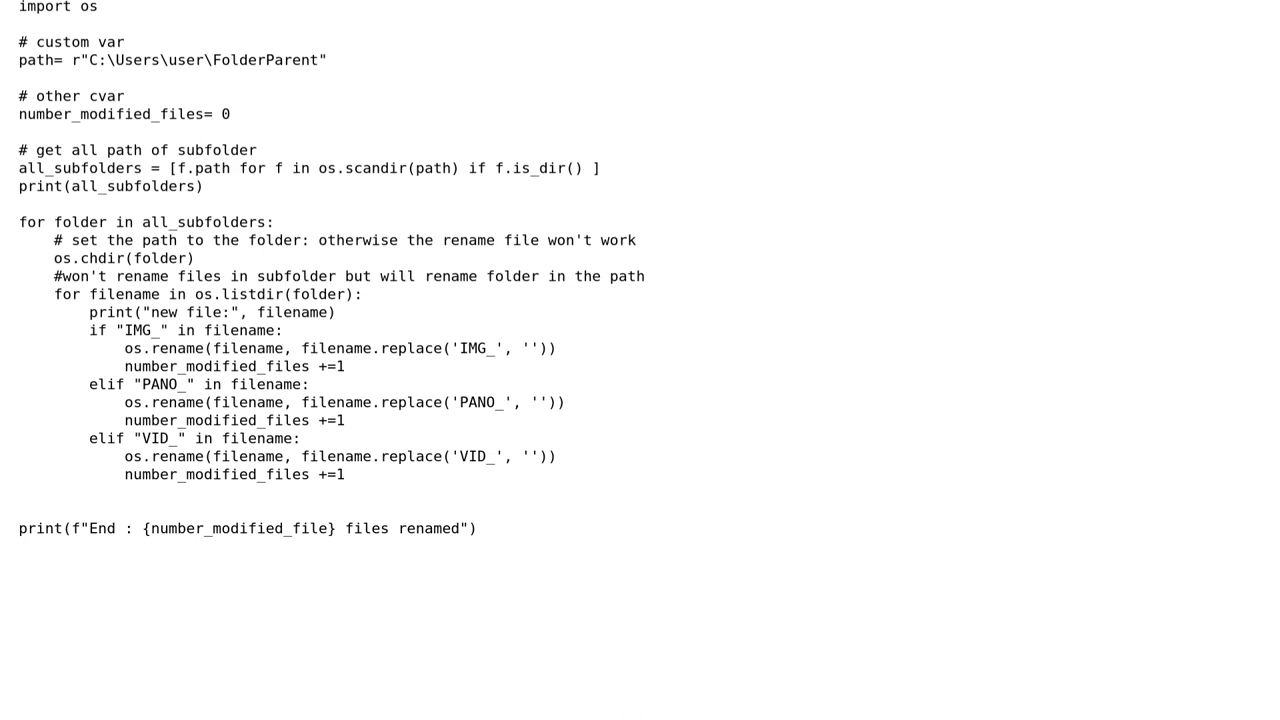 import os
# custom var
path= r"C:\Users\user\FolderParent"
# other cvar
number_modified_files= 0
# get all path of subfolder
all_subfolders = [f.path for f in os.scandir(path) if f.is_dir() ]
print(all_subfolders)
for folder in all_subfolders:
    # set the path to the folder: otherwise the rename file won't work
    os.chdir(folder)
    #won't rename files in subfolder but will rename folder in the path
    for filename in os.listdir(folder):
        print("new file:", filename)
        if "IMG_" in filename:
            os.rename(filename, filename.replace('IMG_', ''))
            number_modified_files +=1
        elif "PANO_" in filename:
            os.rename(filename, filename.replace('PANO_', ''))
            number_modified_files +=1
        elif "VID_" in filename:
            os.rename(filename, filename.replace('VID_', ''))
            number_modified_files +=1
print(f"End : {number_modified_file} files renamed")